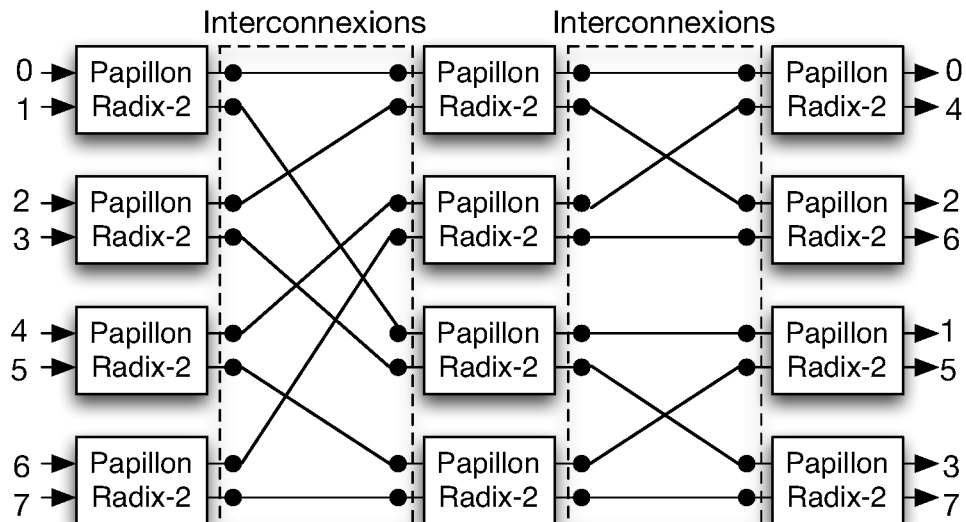 Interconnexions Interconnexions
0 Papillon Papillon Papillon 0
1 Radix-2 Radix-2 Radix-2 4
2 Papillon Papillon Papillon 2
3 Radix-2 Radix-2 Radix-2 6
4 Papillon Papillon Papillon 1
5 Radix-2 Radix-2 Radix-2 5
6 Papillon Papillon Papillon 3
7 Radix-2 Radix-2 Radix-2 7